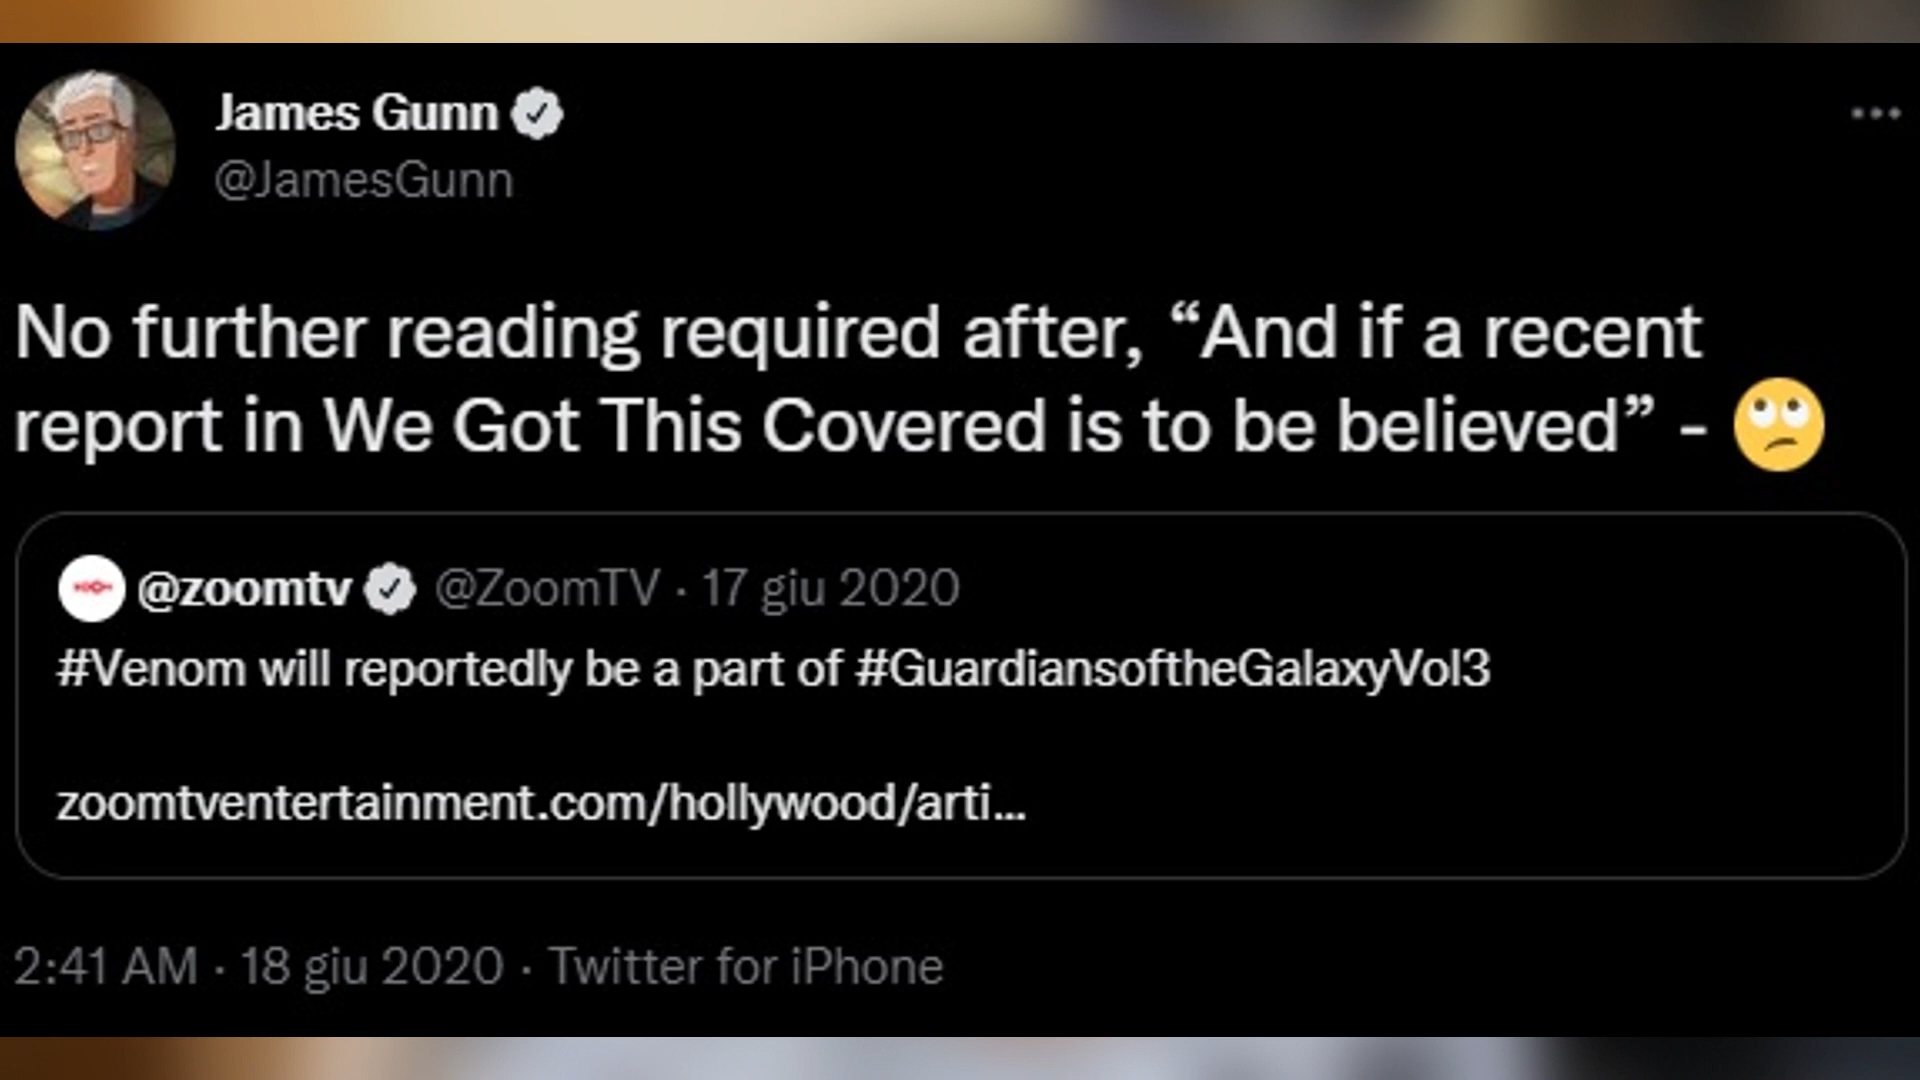 James Gunn
@JamesGunn
No further reading required after, “And if a recent
report in We Got This Covered is to be believed” - 🙄
@zoomtv @ZoomTV · 17 giu 2020
#Venom will reportedly be a part of #GuardiansoftheGalaxyVol3
zoomtventertainment.com/hollywood/arti...
2:41 AM · 18 giu 2020 · Twitter for iPhone